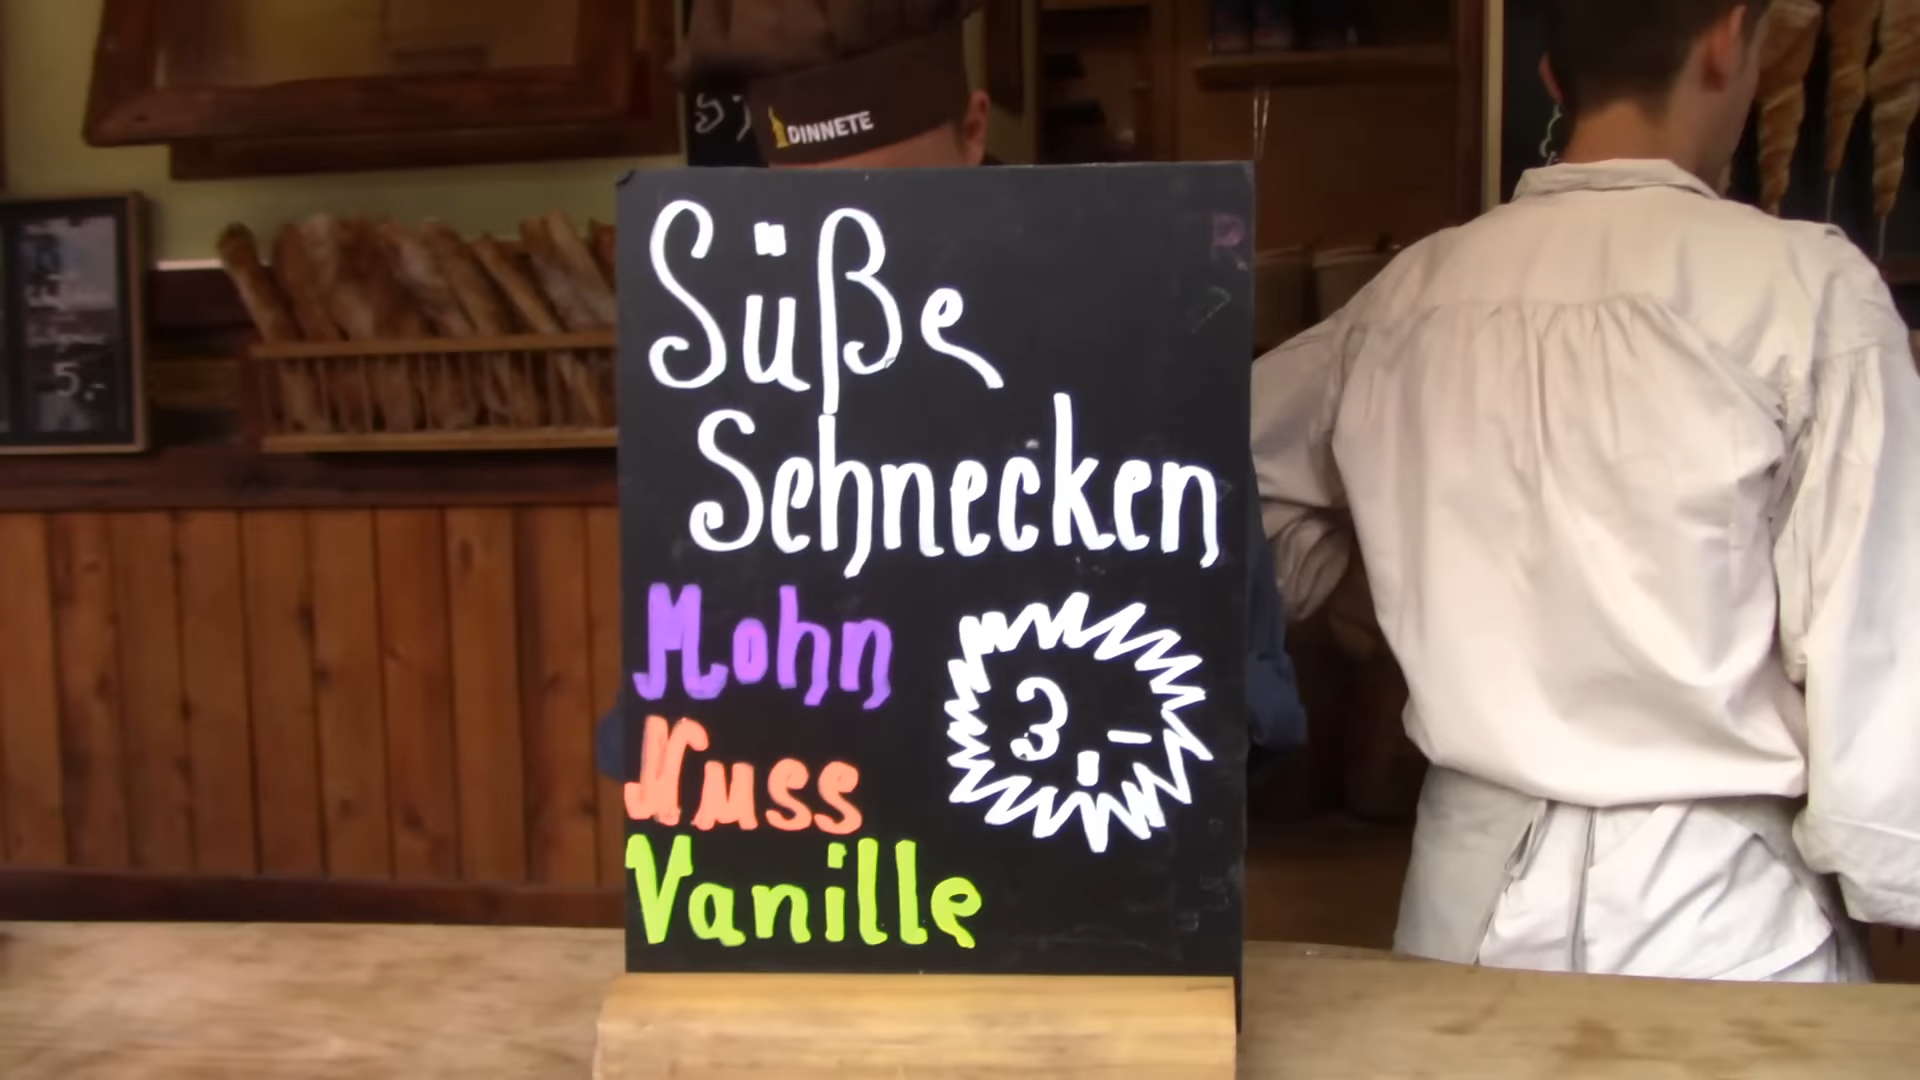 DINNETE
Süße
Schnecken
Mohn
Nuss
Vanille
3.-
5.-